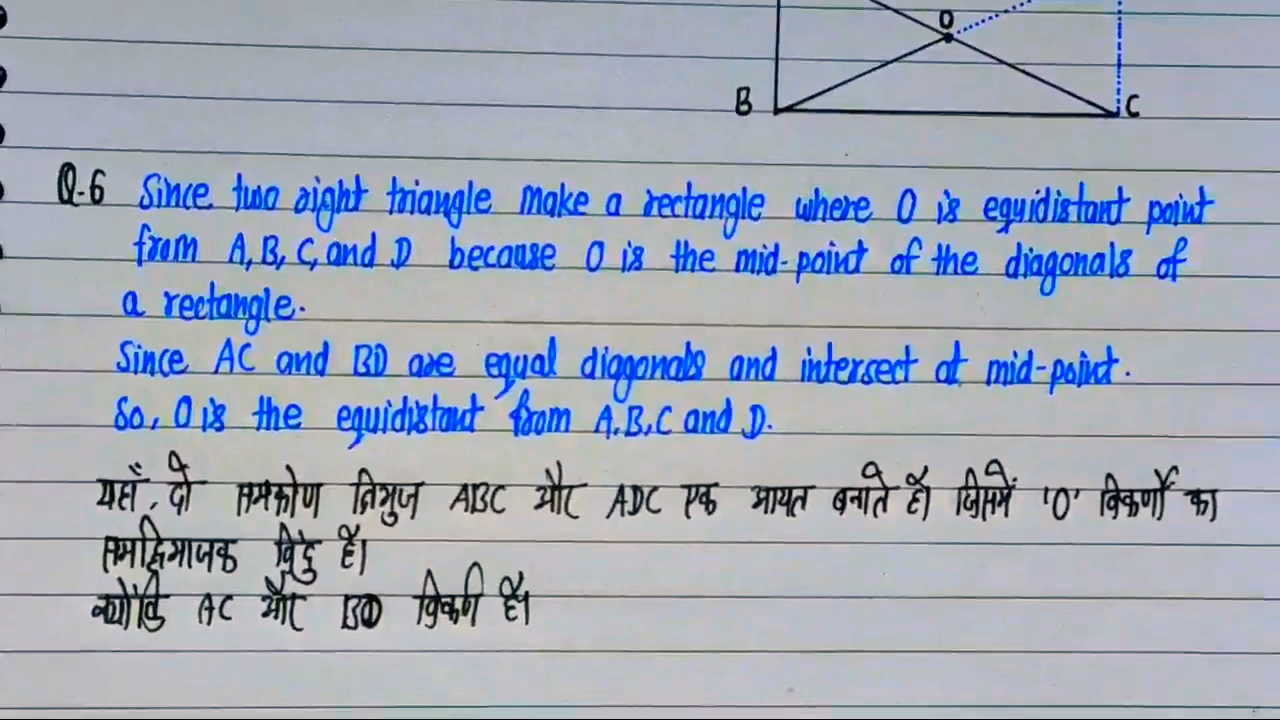 O
B
C
Q-6 Since two right triangle make a rectangle where O is equidistant point
from A, B, C, and D because O is the mid-point of the diagonals of
a rectangle.
Since AC and BD are equal diagonals and intersect at mid-point.
So, O is the equidistant from A, B, C and D.
यहाँ, दो समकोण त्रिभुज ABC और ADC एक आयत बनाते हैं। जिसमें 'O' विकर्णों का
समद्विभाजक बिंदु है।
क्योंकि AC और BD विकर्ण हैं।